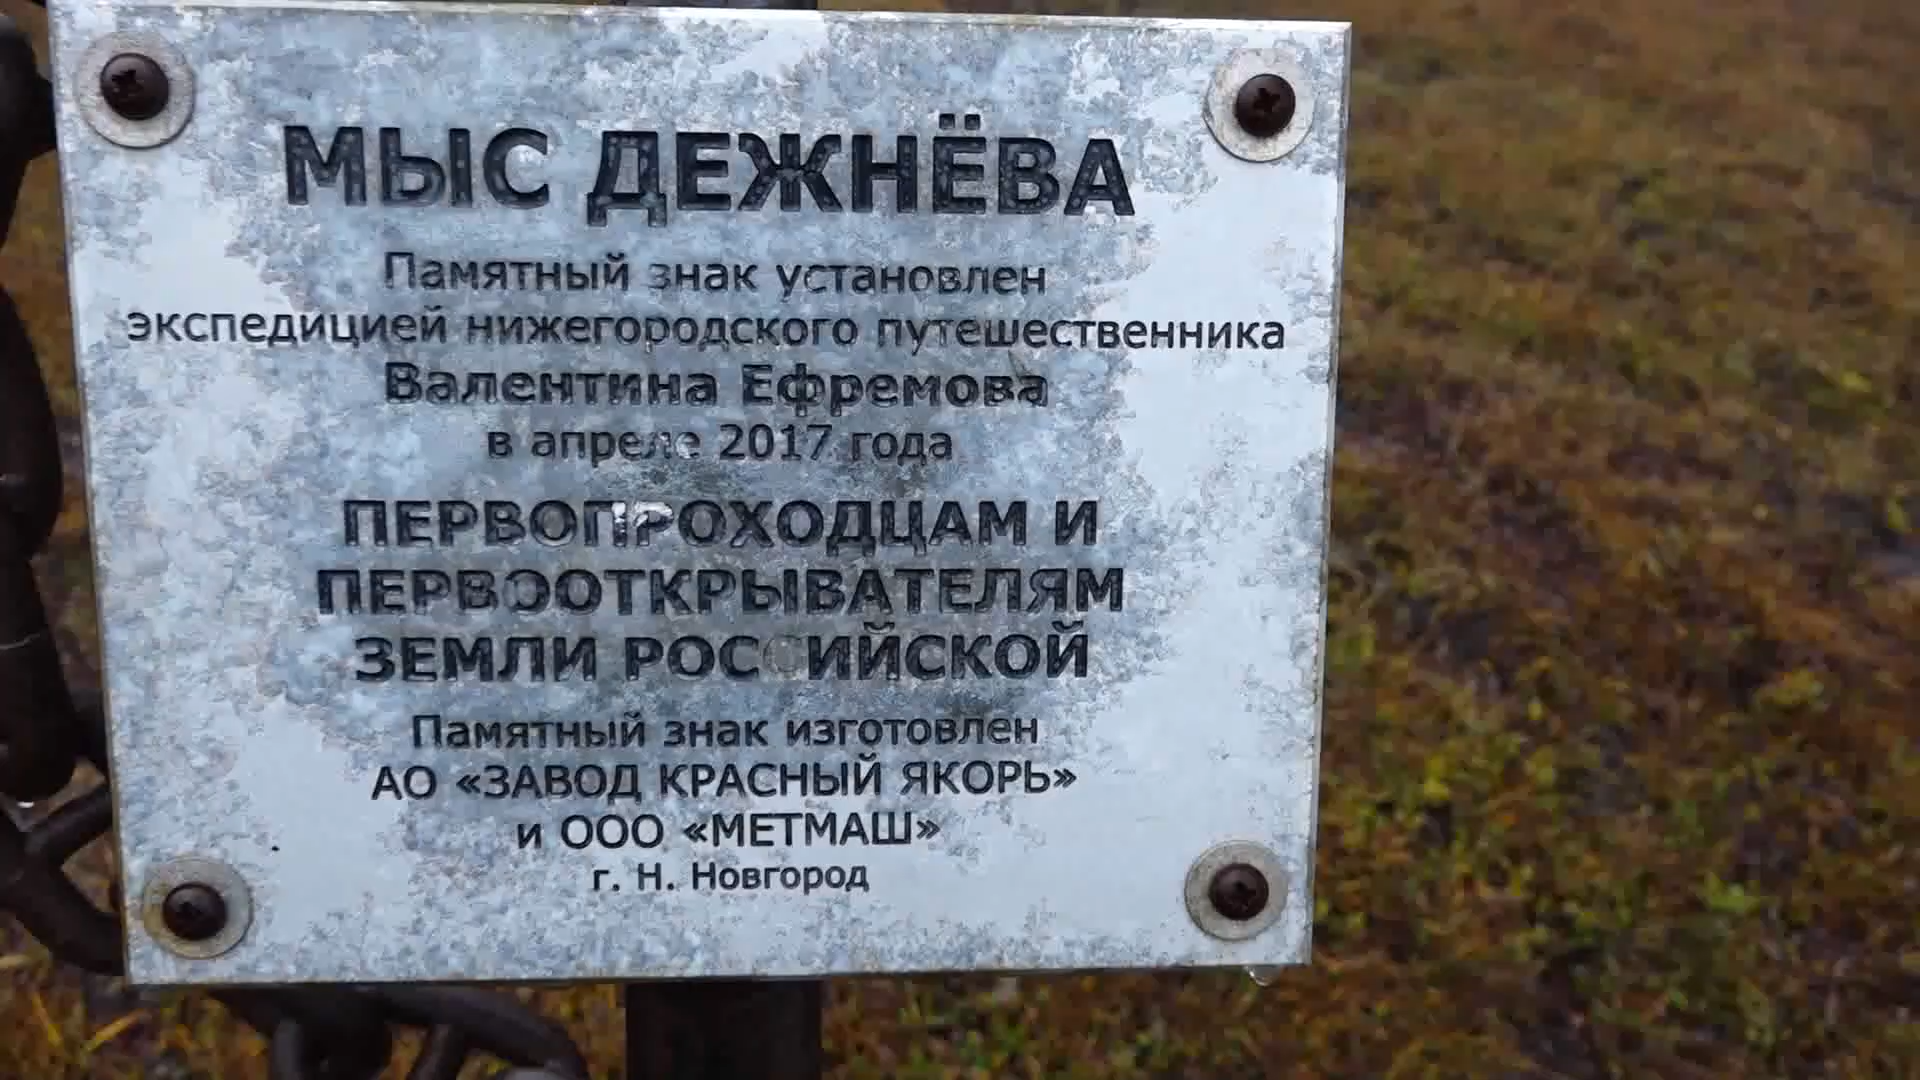 МЫС ДЕЖНЁВА
Памятный знак установлен
экспедицией нижегородского путешественника
Валентина Ефремова
в апреле 2017 года
ПЕРВОПРОХОДЦАМ И
ПЕРВООТКРЫВАТЕЛЯМ
ЗЕМЛИ РОССИЙСКОЙ
Памятный знак изготовлен
АО «ЗАВОД КРАСНЫЙ ЯКОРЬ»
и ООО «МЕТМАШ»
г. Н. Новгород